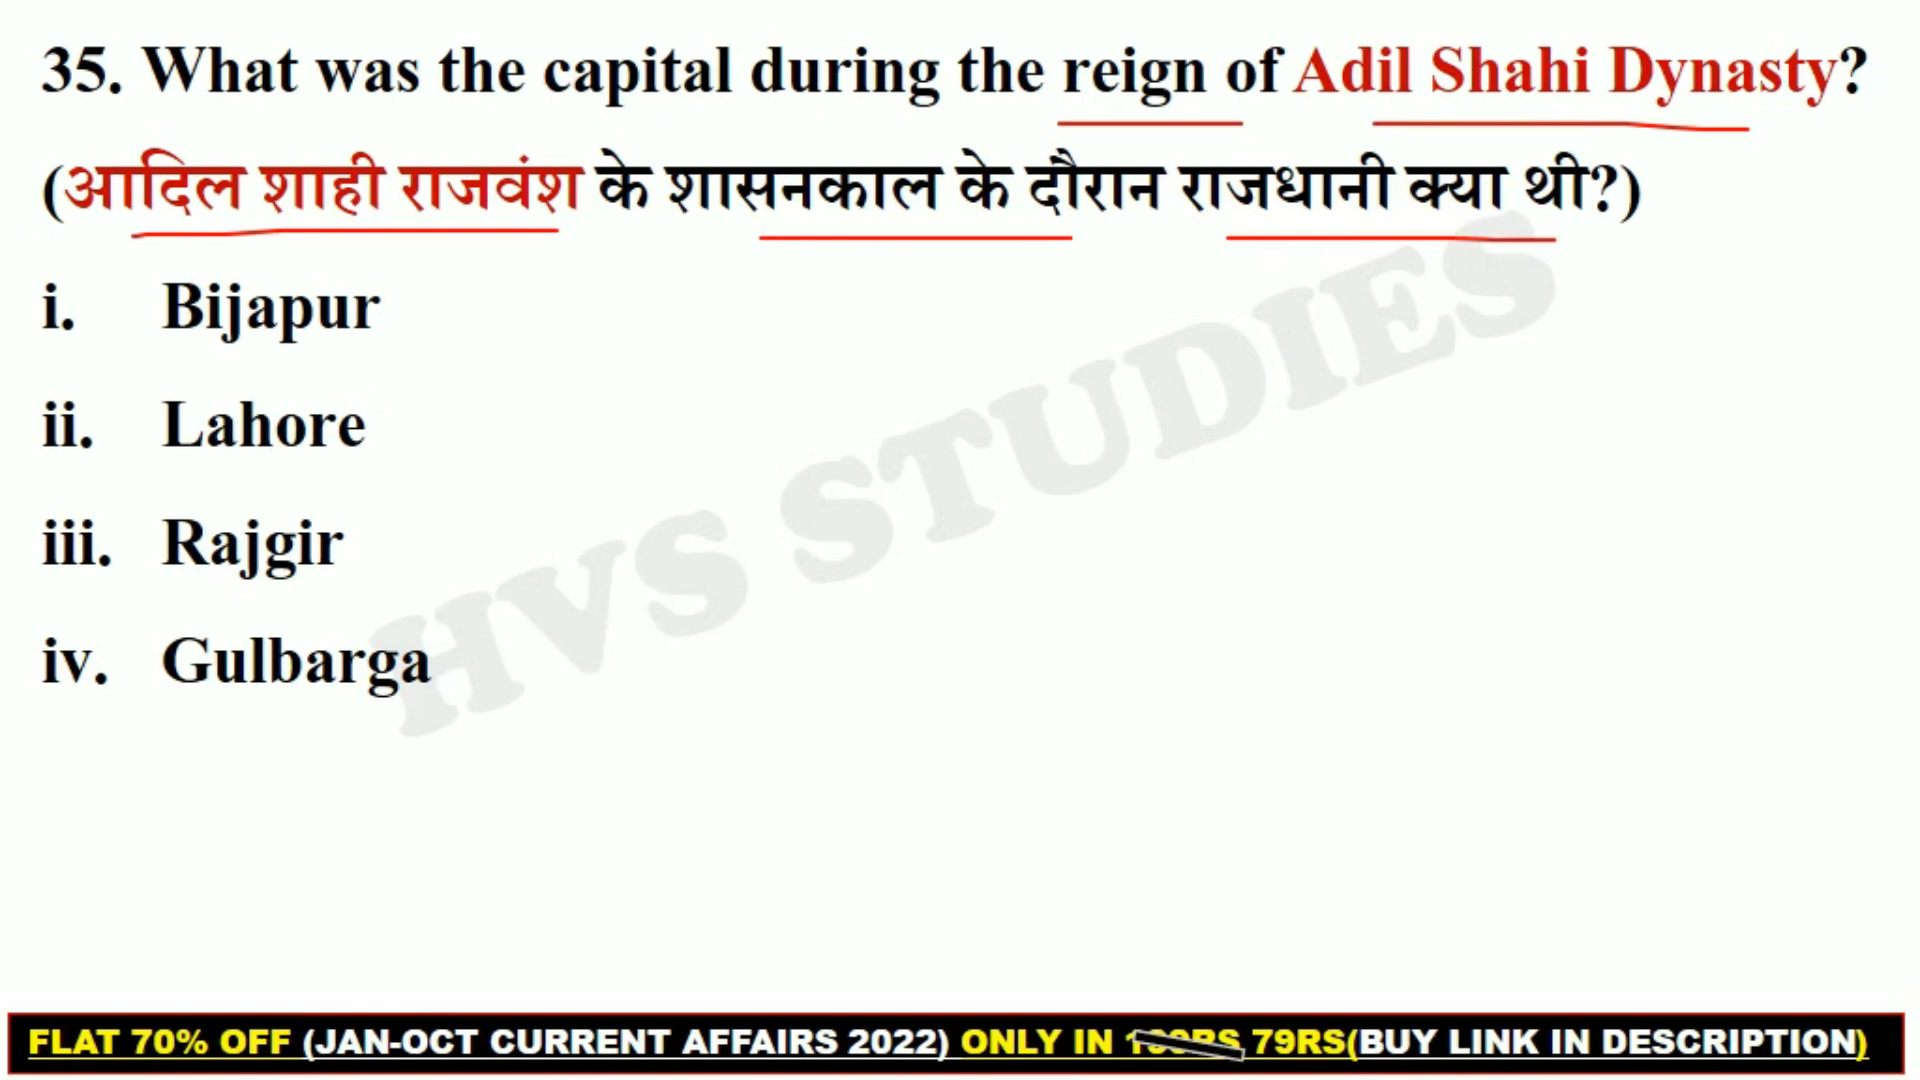 35. What was the capital during the reign of Adil Shahi Dynasty?
(आदिल शाही राजवंश के शासनकाल के दौरान राजधानी क्या थी?)
i. Bijapur
ii. Lahore
iii. Rajgir
iv. Gulbarga
HVS STUDIES
FLAT 70% OFF (JAN-OCT CURRENT AFFAIRS 2022) ONLY IN 79RS(BUY LINK IN DESCRIPTION)